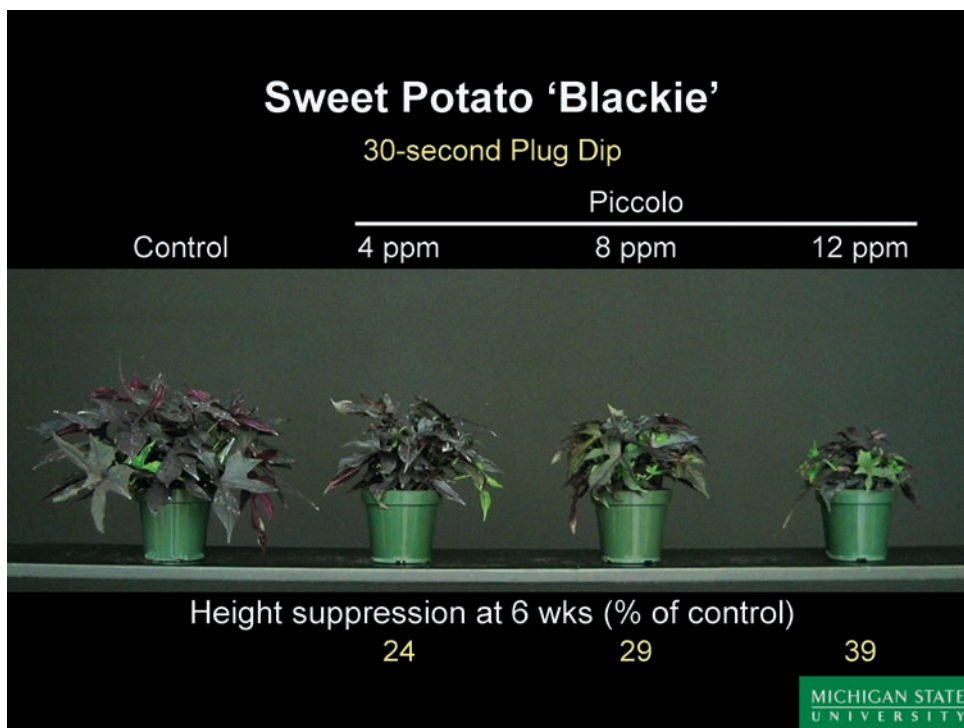 Sweet Potato ‘Blackie’
30-second Plug Dip
Piccolo
Control 4 ppm 8 ppm 12 ppm
Height suppression at 6 wks (% of control)
24 29 39
MICHIGAN STATE
UNIVERSITY